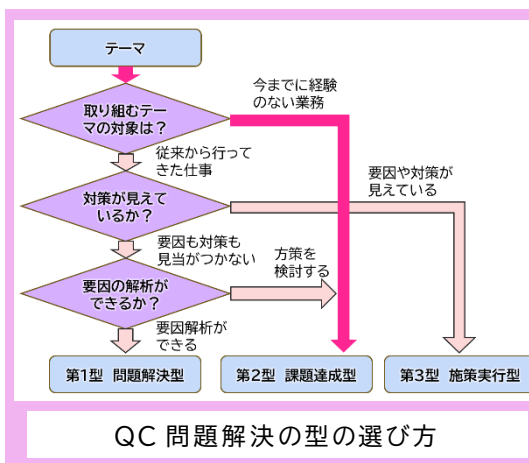 テーマ
取り組むテー
マの対象は？
今までに経験
のない業務
従来から行って
きた仕事
対策が見えて
いるか？
要因や対策が
見えている
要因も対策も
見当がつかない
要因の解析が
できるか？
方策を
検討する
要因解析が
できる
第1型 問題解決型
第2型 課題達成型
第3型 施策実行型
QC 問題解決の型の選び方